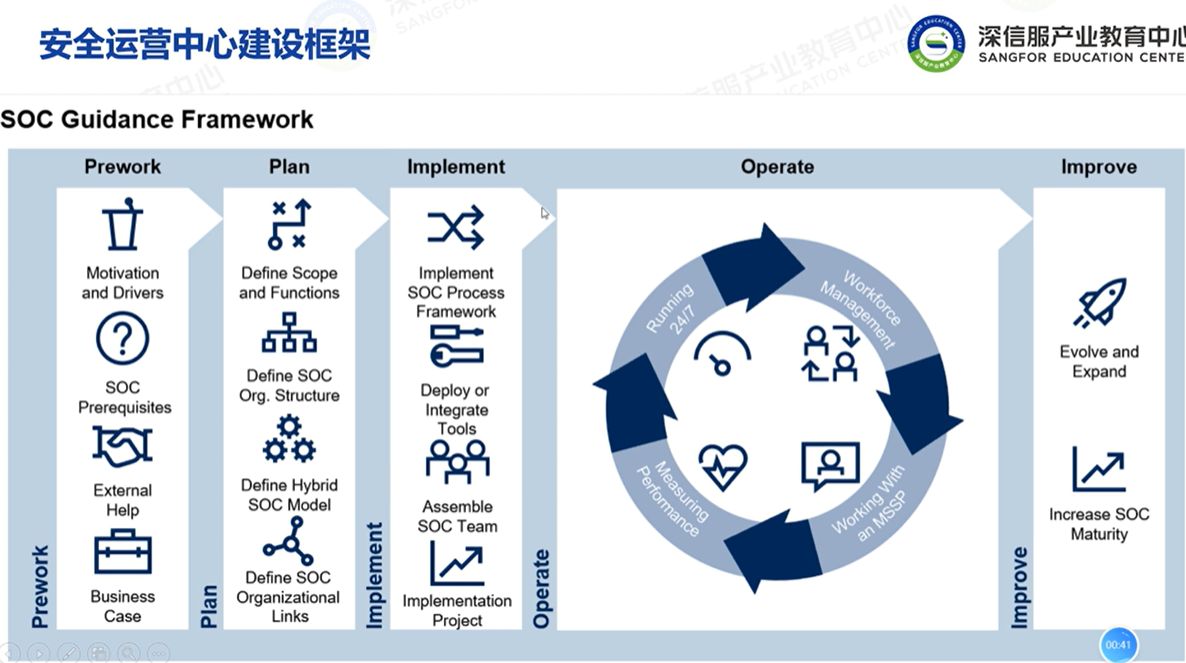 安全运营中心建设框架
深信服产业教育中心
SANGFOR EDUCATION CENTE
SOC Guidance Framework
Prework
Plan
Implement
Operate
Improve
Motivation
and Drivers
SOC
Prerequisites
External
Help
Business
Case
Prework
Define Scope
and Functions
Define SOC
Org. Structure
Define Hybrid
SOC Model
Define SOC
Organizational
Links
Plan
Implement
SOC Process
Framework
Deploy or
Integrate
Tools
Assemble
SOC Team
Implementation
Project
Implement
Running
24/7
Workforce
Management
Measuring
Performance
Working With
an MSSP
Operate
Evolve and
Expand
Increase SOC
Maturity
Improve
00:41